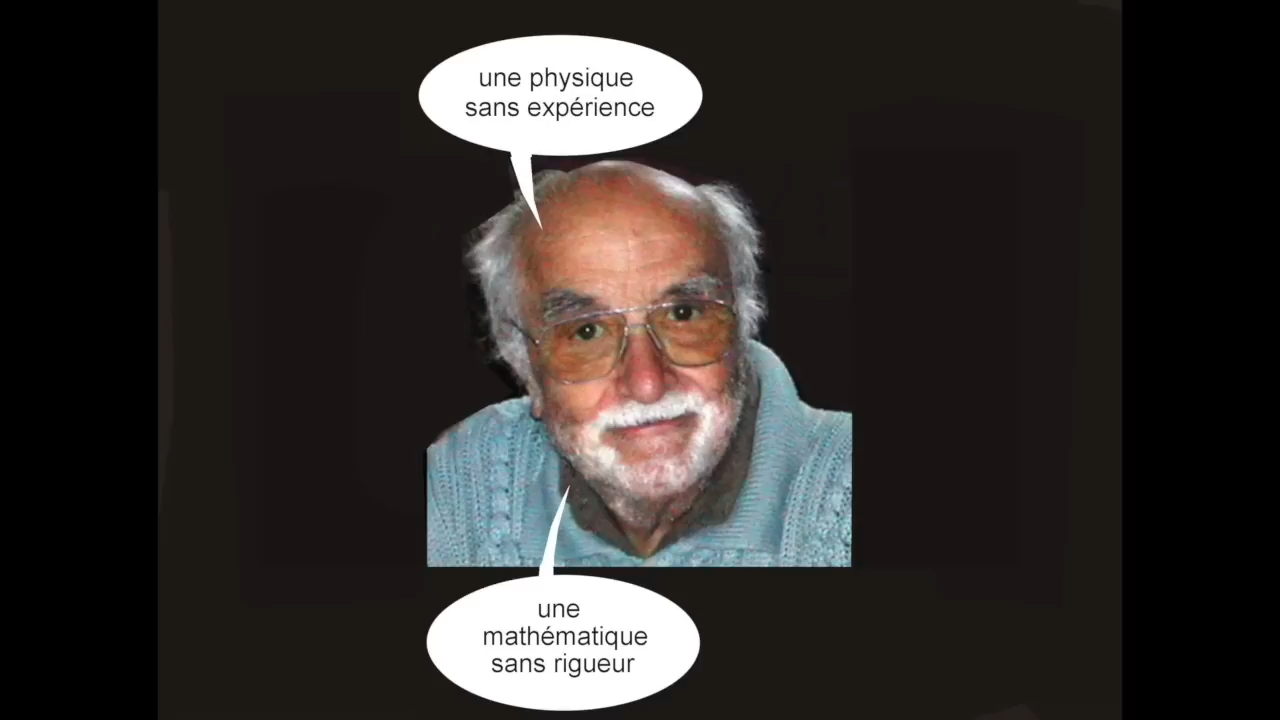 une physique
sans expérience
une
mathématique
sans rigueur